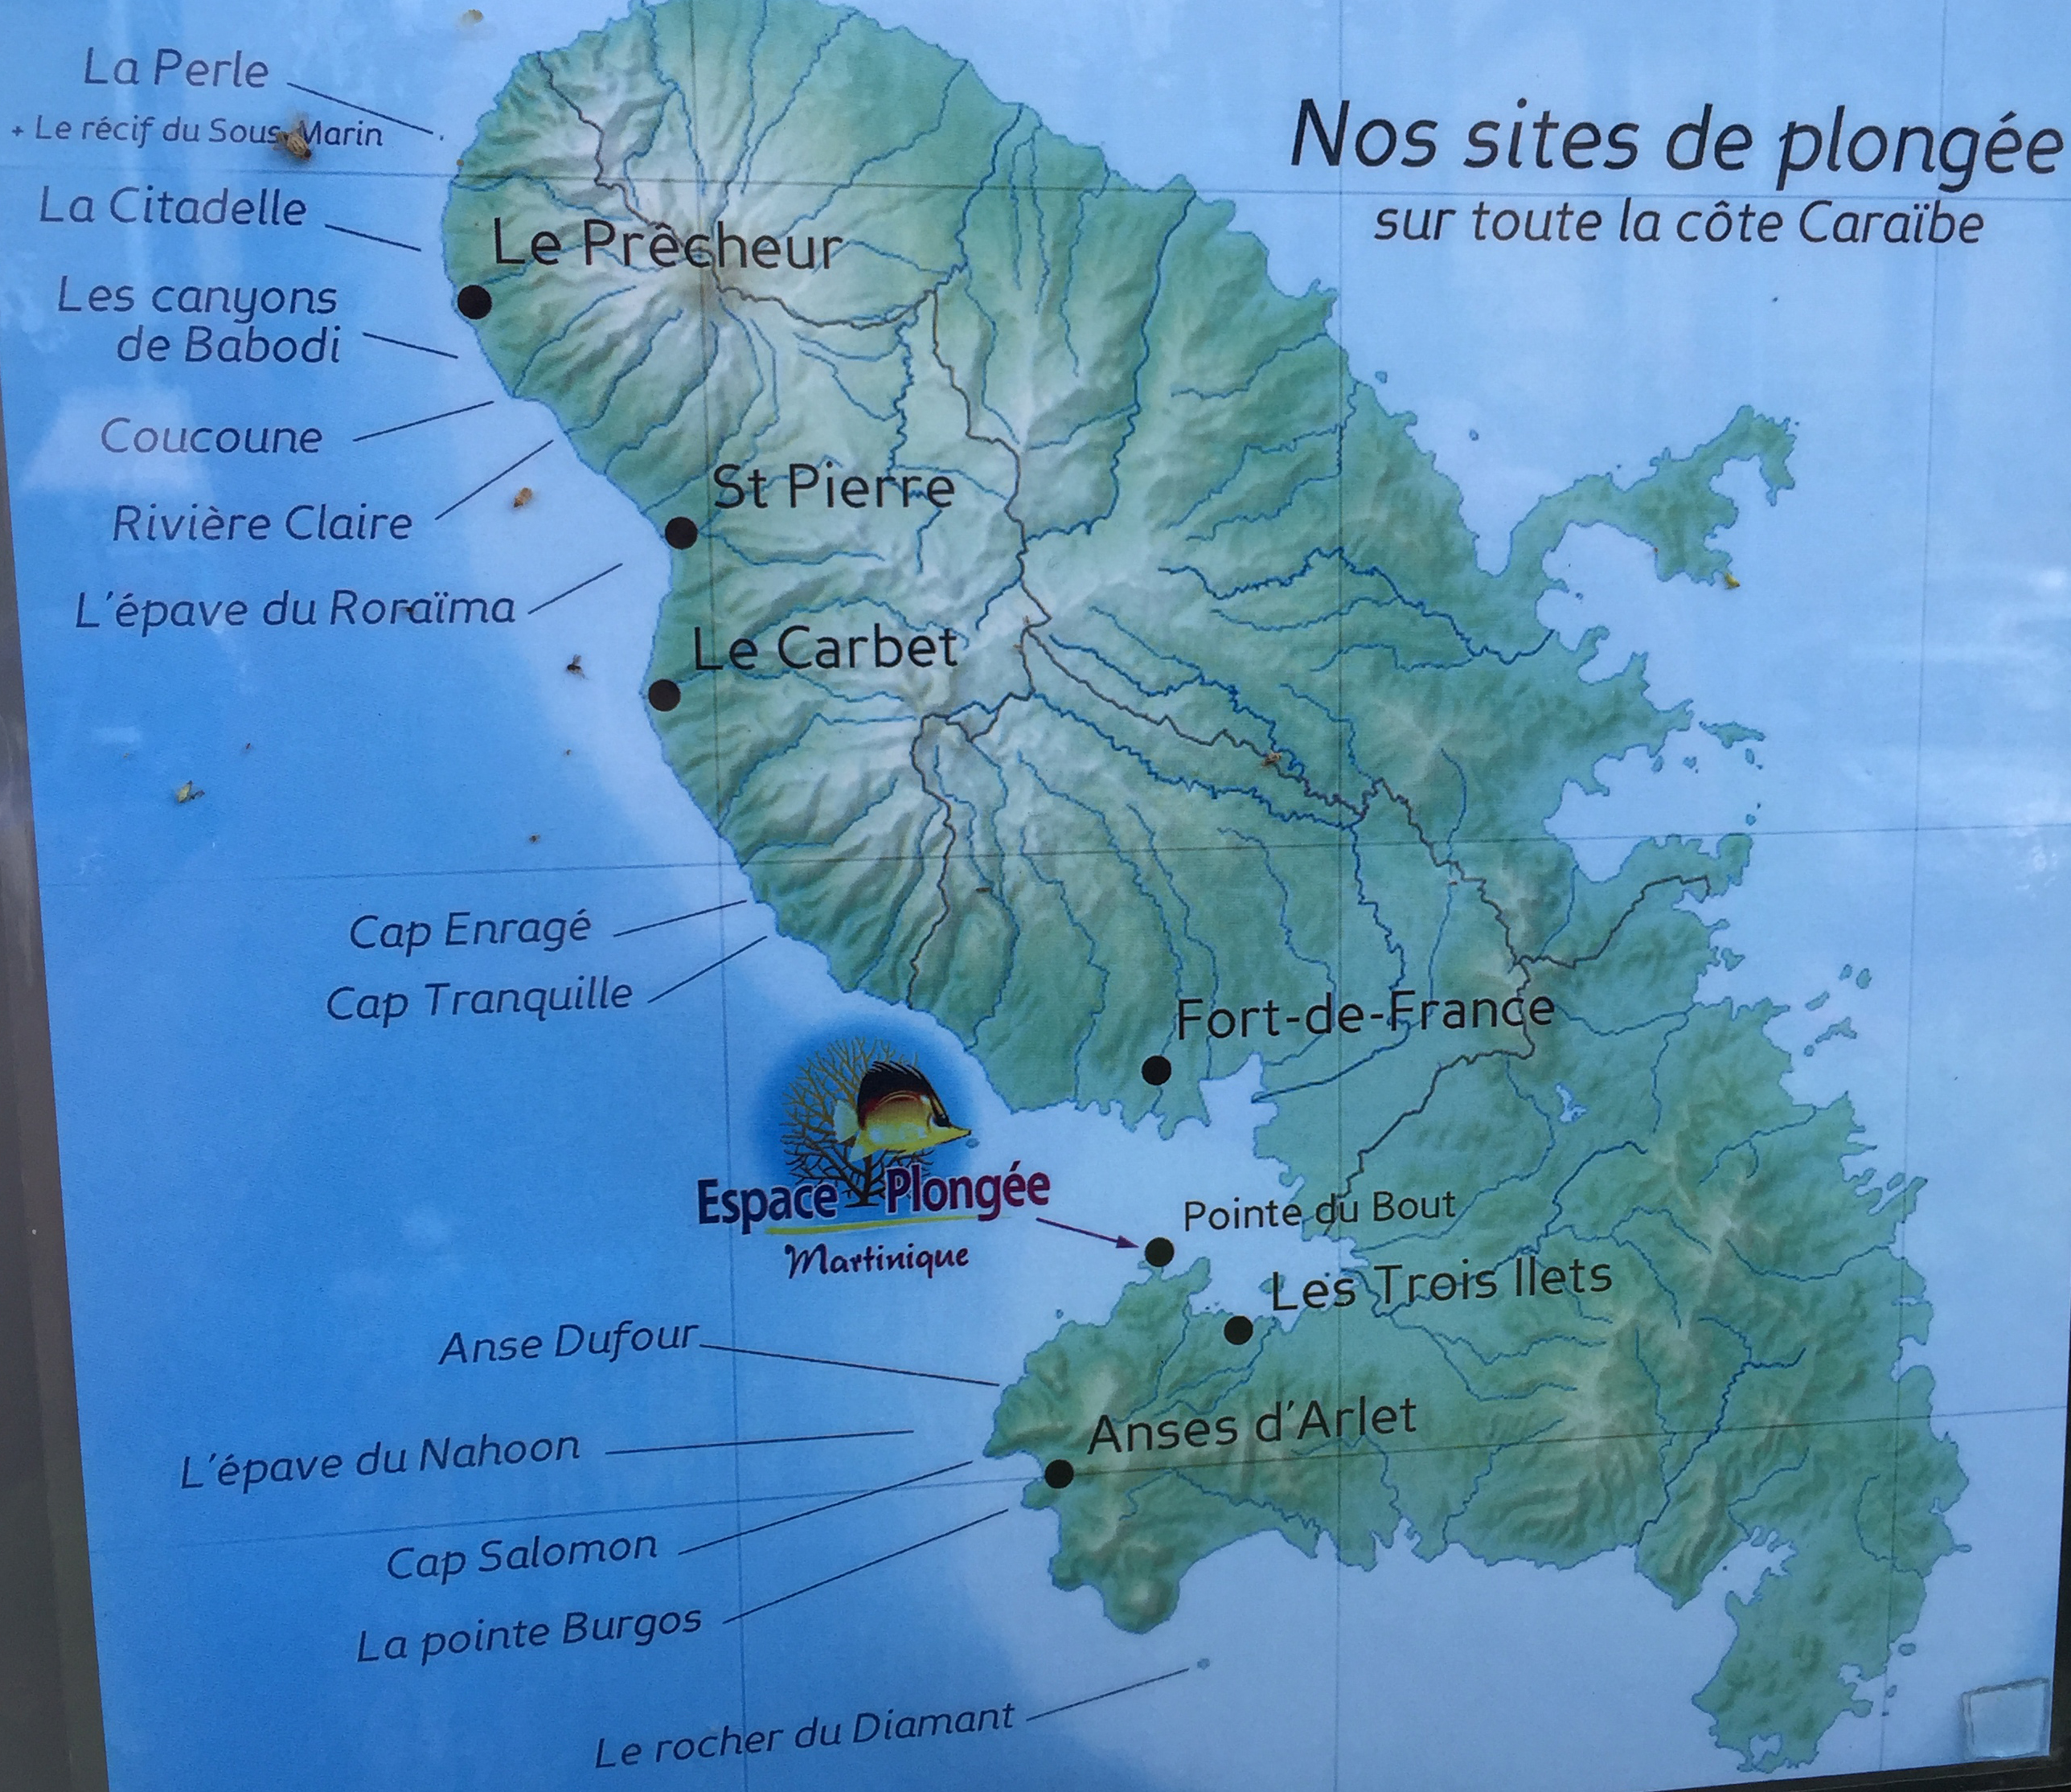 La Perle
+ Le récif du Sous Marin
Nos sites de plongée
sur toute la côte Caraïbe
La Citadelle
Le Prêcheur
Les canyons
de Babodi
Coucoune
St Pierre
Rivière Claire
L'épave du Roraïma
Le Carbet
Cap Enragé
Cap Tranquille
Fort-de-France
Espace Plongée
Martinique
Pointe du Bout
Les Trois Ilets
Anse Dufour
Anses d'Arlet
L'épave du Nahoon
Cap Salomon
La pointe Burgos
Le rocher du Diamant